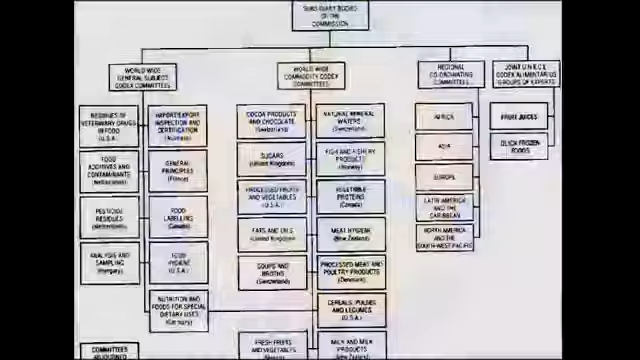 SUBSIDIARY BODIES
OF THE
COMMISSION
WORLD WIDE
GENERAL SUBJECT
CODEX COMMITTEES
WORLD WIDE
COMMODITY CODEX
COMMITTEES
REGIONAL
CO-ORDINATING
COMMITTEES
JOINT U.N.E.C.E.
CODEX ALIMENTARIUS
GROUPS OF EXPERTS
RESIDUES OF
VETERINARY DRUGS
IN FOOD
(U.S.A.)
IMPORT/EXPORT
INSPECTION AND
CERTIFICATION
(Australia)
COCOA PRODUCTS
AND CHOCOLATE
(Switzerland)
NATURAL MINERAL
WATERS
(Switzerland)
AFRICA
FRUIT JUICES
FOOD
ADDITIVES AND
CONTAMINANTS
(Netherlands)
GENERAL
PRINCIPLES
(France)
SUGARS
(United Kingdom)
FISH AND FISHERY
PRODUCTS
(Norway)
ASIA
QUICK FROZEN
FOODS
PESTICIDE
RESIDUES
(Netherlands)
FOOD
LABELLING
(Canada)
PROCESSED FRUITS
AND VEGETABLES
(U.S.A.)
VEGETABLE
PROTEINS
(Canada)
EUROPE
LATIN AMERICA
AND THE
CARIBBEAN
ANALYSIS AND
SAMPLING
(Hungary)
FOOD
HYGIENE
(U.S.A.)
FATS AND OILS
(United Kingdom)
MEAT HYGIENE
(New Zealand)
NORTH AMERICA
AND THE
SOUTH-WEST PACIFIC
SOUPS AND
BROTHS
(Switzerland)
PROCESSED MEAT AND
POULTRY PRODUCTS
(Denmark)
NUTRITION AND
FOODS FOR SPECIAL
DIETARY USES
(Germany)
CEREALS, PULSES
AND LEGUMES
(U.S.A.)
COMMITTEES
ADJOURNED
FRESH FRUITS
AND VEGETABLES
(Mexico)
MILK AND MILK
PRODUCTS
(New Zealand)